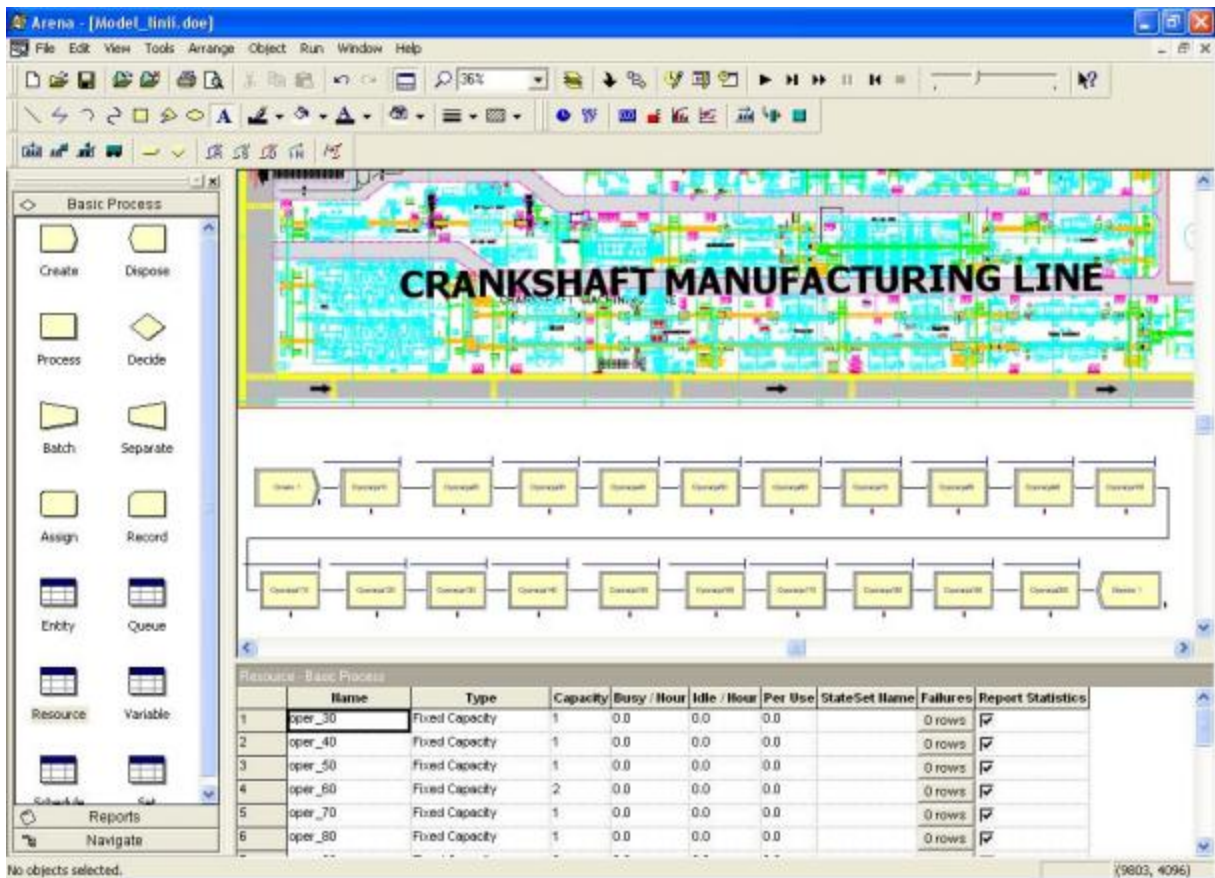 Arena - [Model_linii.doe]
File Edit View Tools Arrange Object Run Window Help
36%
Basic Process
Create Dispose
Process Decide
Batch Separate
Assign Record
Entity Queue
Resource Variable
Schedule Set
Reports
Navigate
CRANKSHAFT MANUFACTURING LINE
Resource - Basic Process
Name Type Capacity Busy / Hour Idle / Hour Per Use StateSet Name Failures Report Statistics
1 oper_30 Fixed Capacity 1 0.0 0.0 0.0 0 rows
2 oper_40 Fixed Capacity 1 0.0 0.0 0.0 0 rows
3 oper_50 Fixed Capacity 1 0.0 0.0 0.0 0 rows
4 oper_60 Fixed Capacity 2 0.0 0.0 0.0 0 rows
5 oper_70 Fixed Capacity 1 0.0 0.0 0.0 0 rows
6 oper_80 Fixed Capacity 1 0.0 0.0 0.0 0 rows
No objects selected.
(9803, 4096)